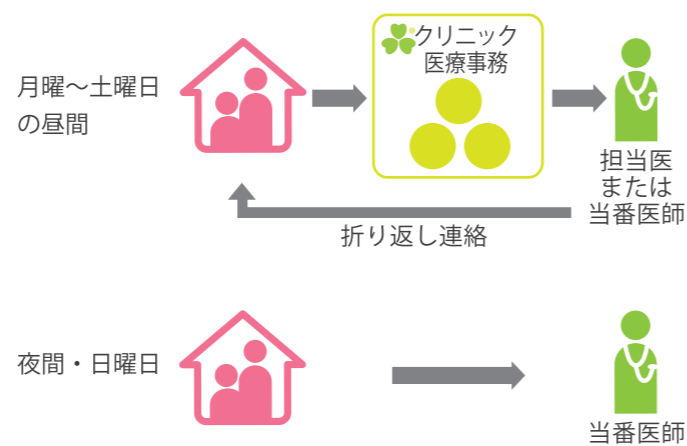 クリニック
医療事務
月曜～土曜日
の昼間
担当医
または
当番医師
折り返し連絡
夜間・日曜日
当番医師